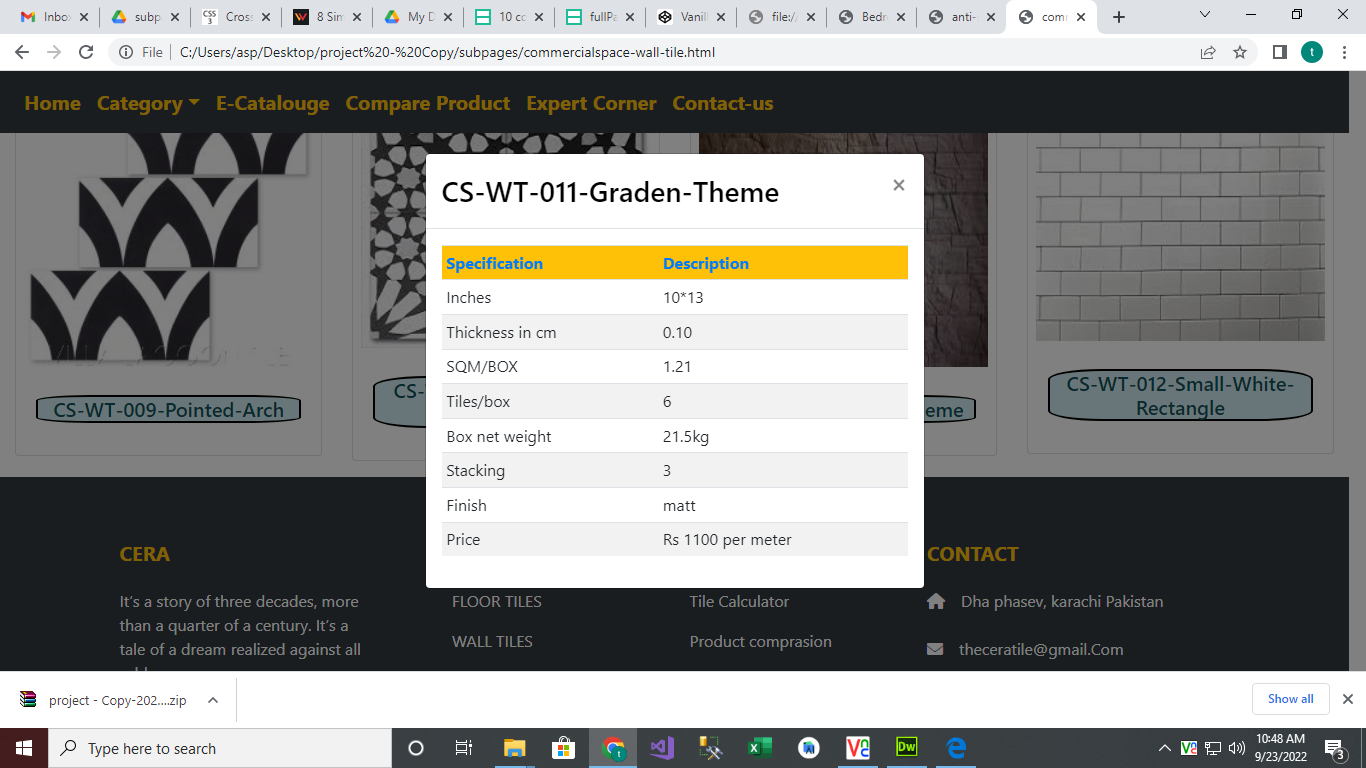 Inbox
subp
CSS
3
Cross
8 Sim
My D
10 co
fullPa
Vanill
file://
Bedr
anti-
com
File
C:/Users/asp/Desktop/project%20-%20Copy/subpages/commercialspace-wall-tile.html
t
Home Category E-Catalouge Compare Product Expert Corner Contact-us
CS-WT-011-Graden-Theme
×
Specification Description
Inches 10*13
Thickness in cm 0.10
SQM/BOX 1.21
Tiles/box 6
Box net weight 21.5kg
Stacking 3
Finish matt
Price Rs 1100 per meter
CS-WT-009-Pointed-Arch
CS-
eme
CS-WT-012-Small-White-
Rectangle
CERA
It's a story of three decades, more
than a quarter of a century. It's a
tale of a dream realized against all
FLOOR TILES
WALL TILES
Tile Calculator
Product comprasion
CONTACT
Dha phasev, karachi Pakistan
theceratile@gmail.Com
project - Copy-202....zip
Show all
Type here to search
Dw
10:48 AM
9/23/2022
3